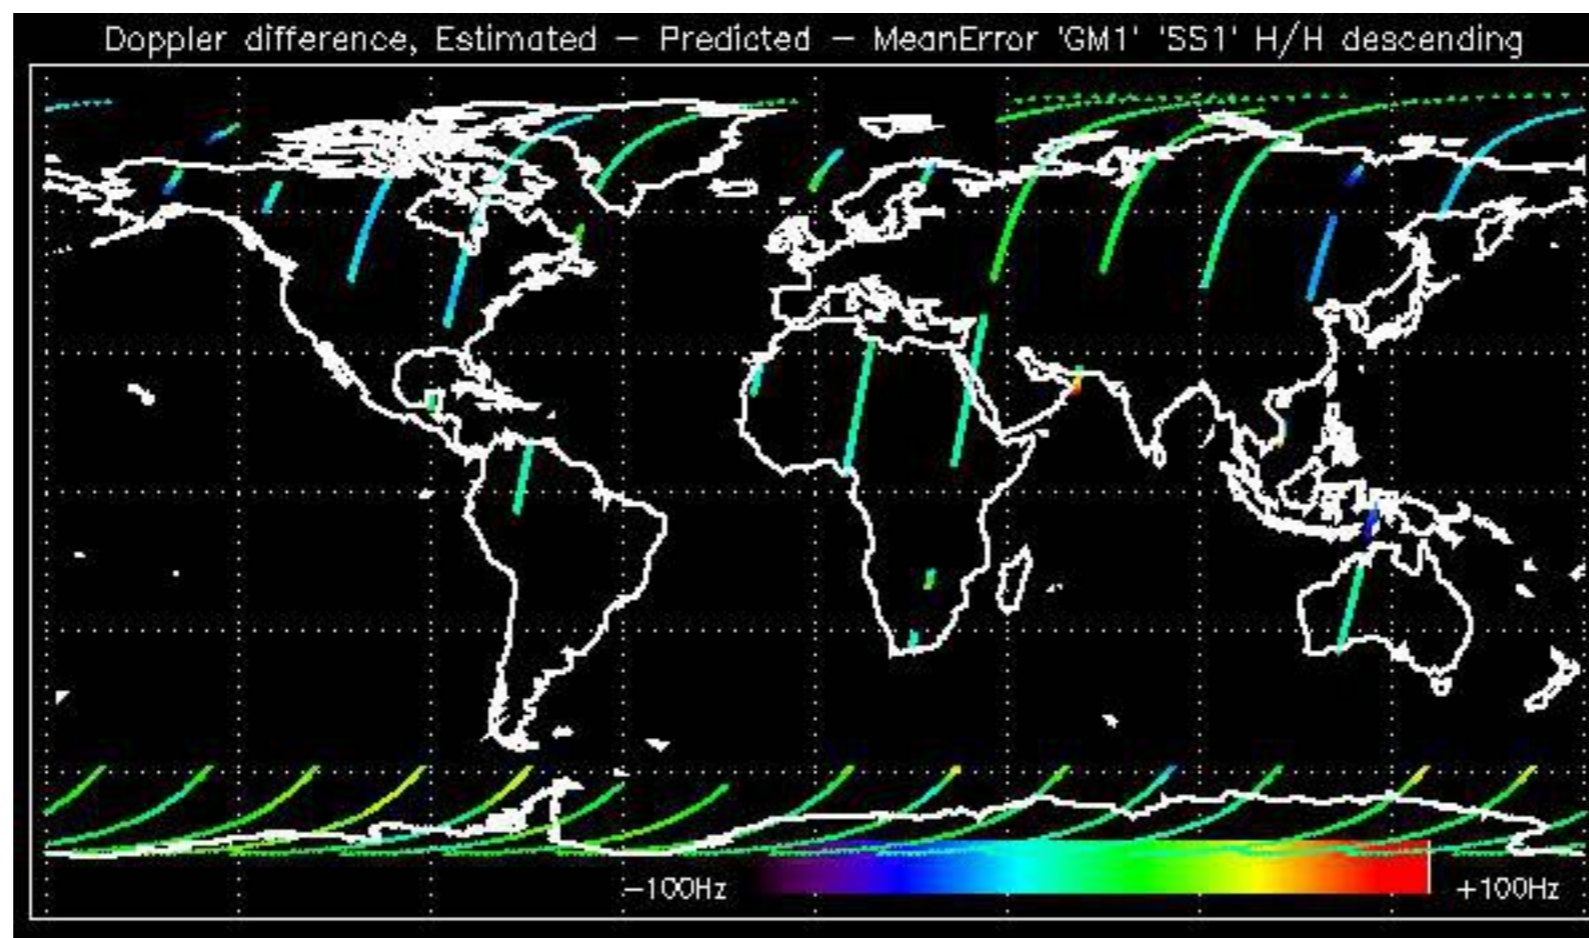 Doppler difference, Estimated – Predicted – MeanError 'GM1' 'SS1' H/H descending
−100Hz
+100Hz